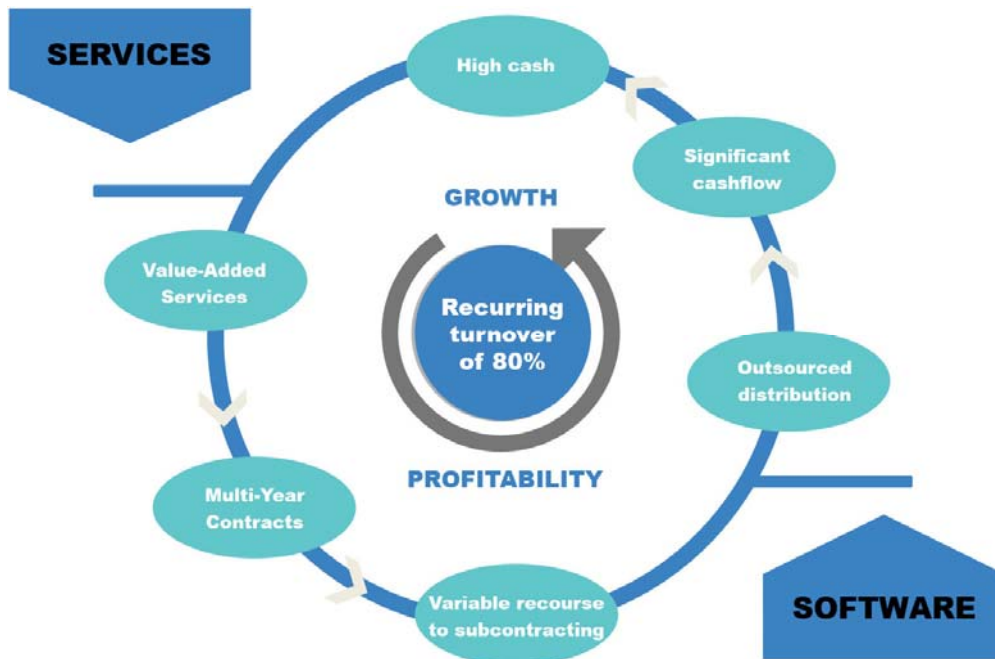 SERVICES
High cash
Significant
cashflow
GROWTH
Value-Added
Services
Recurring
turnover
of 80%
Outsourced
distribution
PROFITABILITY
Multi-Year
Contracts
Variable recourse
to subcontracting
SOFTWARE